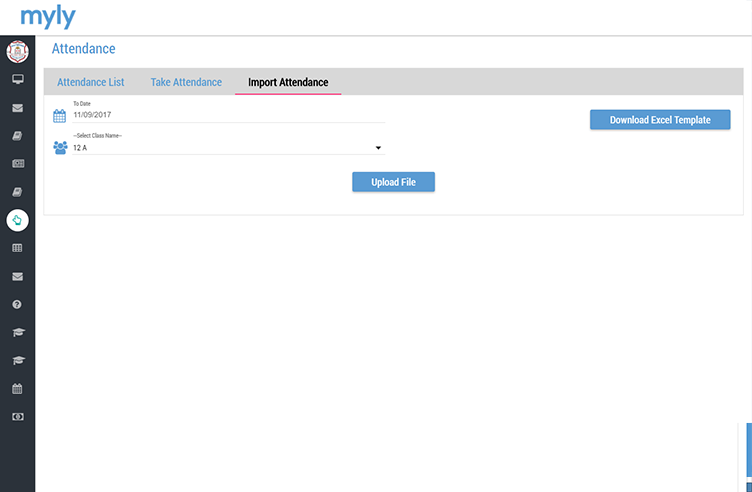 myly
Attendance
Attendance List Take Attendance Import Attendance
To Date
11/09/2017
Download Excel Template
--Select Class Name--
12 A
Upload File